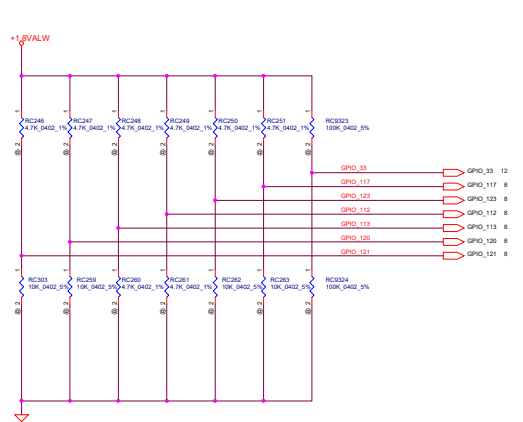 +1.8VALW
1 1 1 1 1 1 1
RC246 RC247 RC248 RC249 RC250 RC251 RC9323
4.7K_0402_1% 4.7K_0402_1% 4.7K_0402_1% 4.7K_0402_1% 4.7K_0402_1% 4.7K_0402_1% 100K_0402_5%
@ 2 @ 2 @ 2 @ 2 @ 2 @ 2 @ 2
GPIO_33 GPIO_33 12
GPIO_117 GPIO_117 8
GPIO_123 GPIO_123 8
GPIO_112 GPIO_112 8
GPIO_113 GPIO_113 8
GPIO_120 GPIO_120 8
GPIO_121 GPIO_121 8
1 1 1 1 1 1 1
RC303 RC259 RC260 RC261 RC262 RC263 RC9324
10K_0402_5% 10K_0402_5% 4.7K_0402_1% 4.7K_0402_1% 10K_0402_5% 10K_0402_5% 100K_0402_5%
@ 2 @ 2 @ 2 @ 2 @ 2 @ 2 @ 2